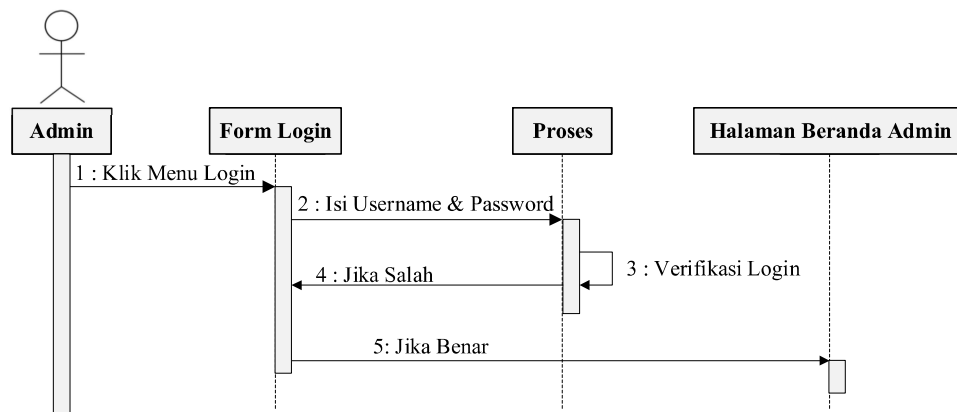 Admin
Form Login
Proses
Halaman Beranda Admin
1 : Klik Menu Login
2 : Isi Username & Password
3 : Verifikasi Login
4 : Jika Salah
5: Jika Benar